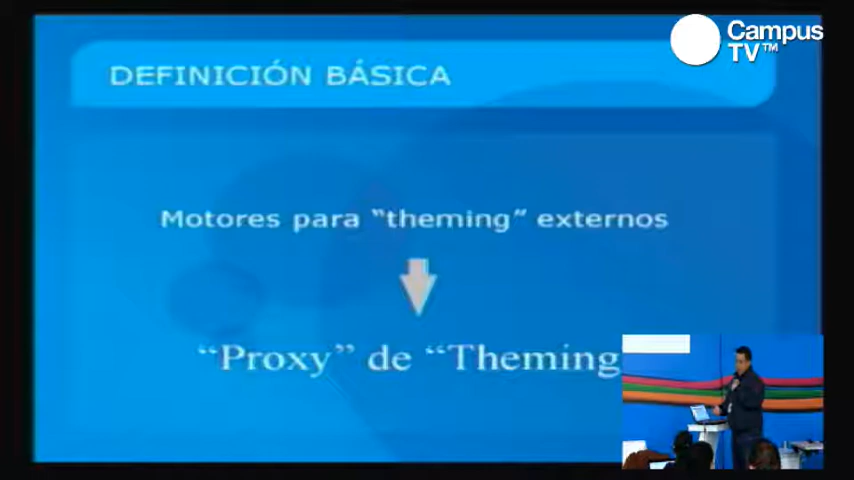 Campus
TV™
DEFINICIÓN BÁSICA
Motores para “theming” externos
“Proxy” de “Theming